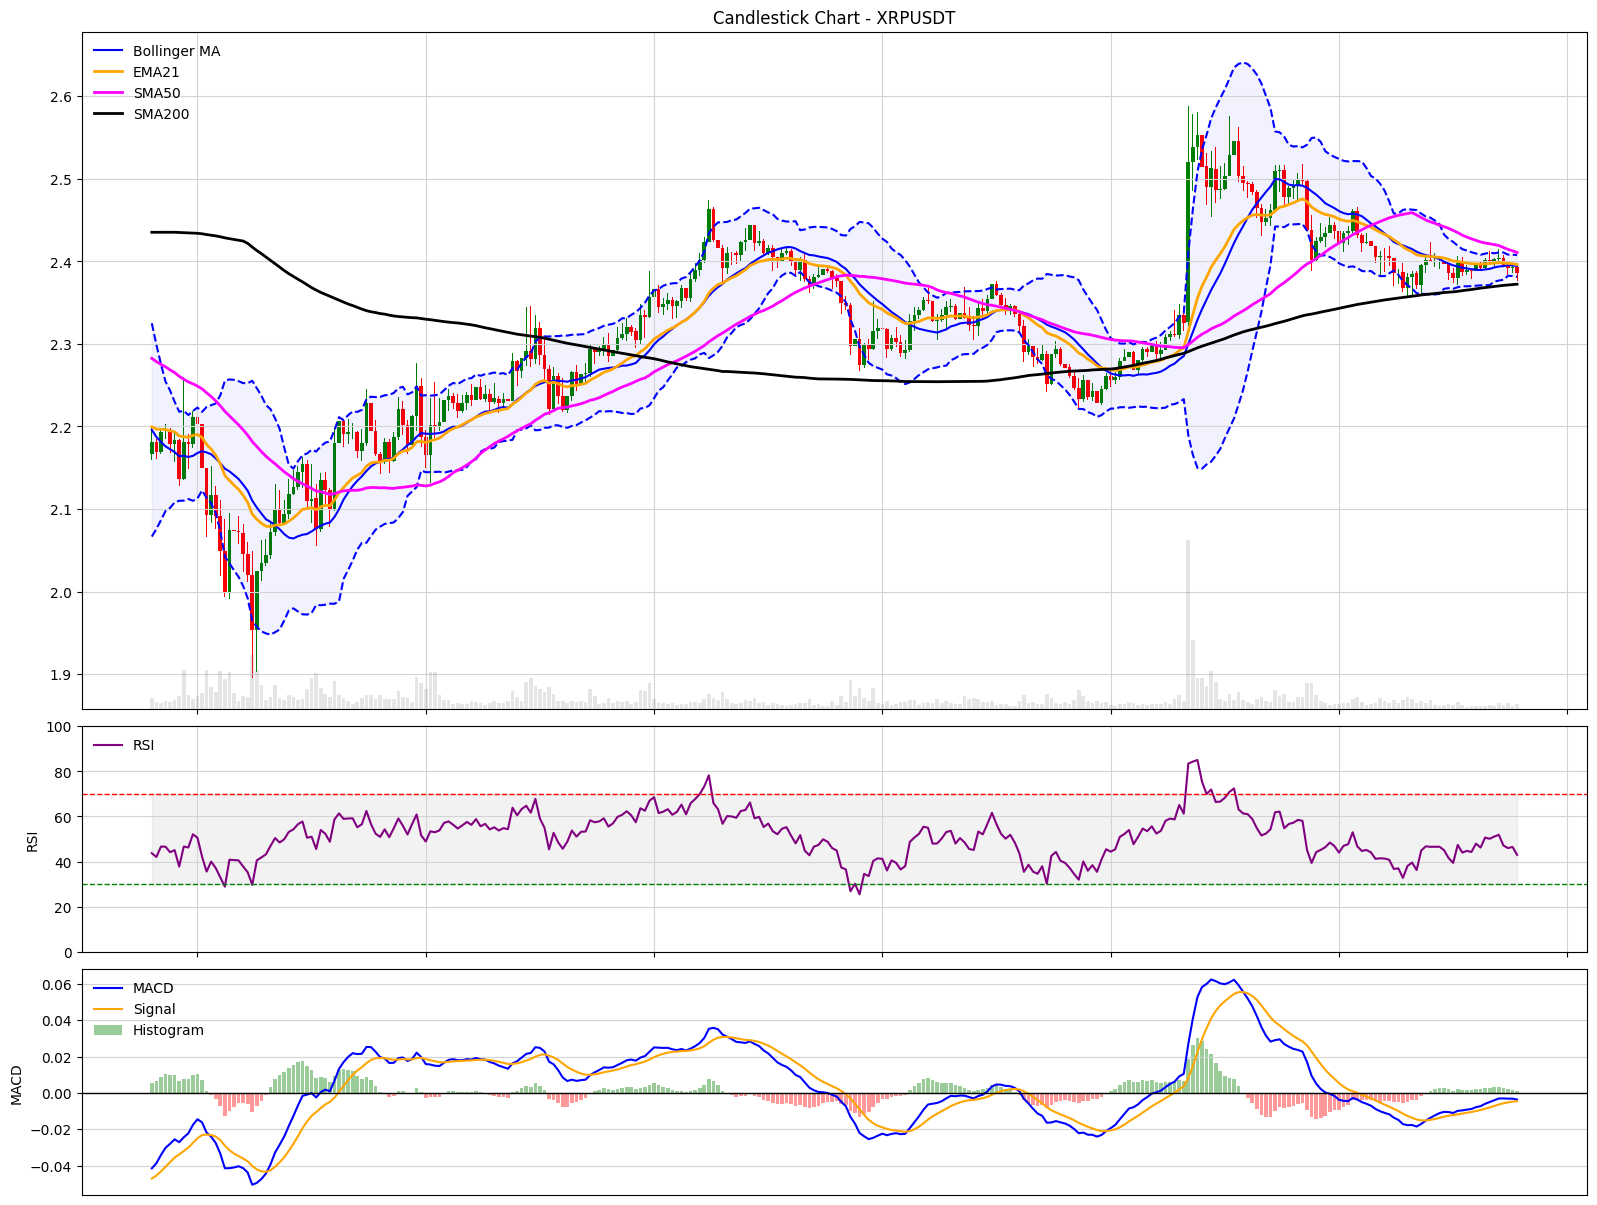 Candlestick Chart - XRPUSDT
Bollinger MA
EMA21
SMA50
SMA200
2.6
2.5
2.4
2.3
2.2
2.1
2.0
1.9
RSI
100
80
60
40
20
0
RSI
MACD
Signal
Histogram
0.06
0.04
0.02
0.00
−0.02
−0.04
MACD